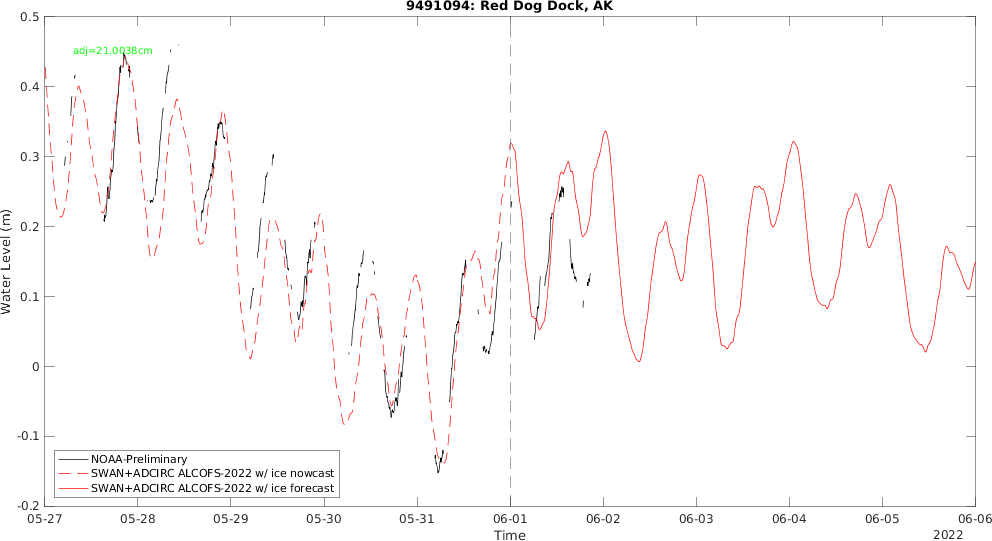 9491094: Red Dog Dock, AK
adj=21.0038cm
Water Level (m)
0.5
0.4
0.3
0.2
0.1
0
-0.1
-0.2
NOAA-Preliminary
SWAN+ADCIRC ALCOFS-2022 w/ ice nowcast
SWAN+ADCIRC ALCOFS-2022 w/ ice forecast
05-27 05-28 05-29 05-30 05-31 06-01 06-02 06-03 06-04 06-05 06-06
Time
2022